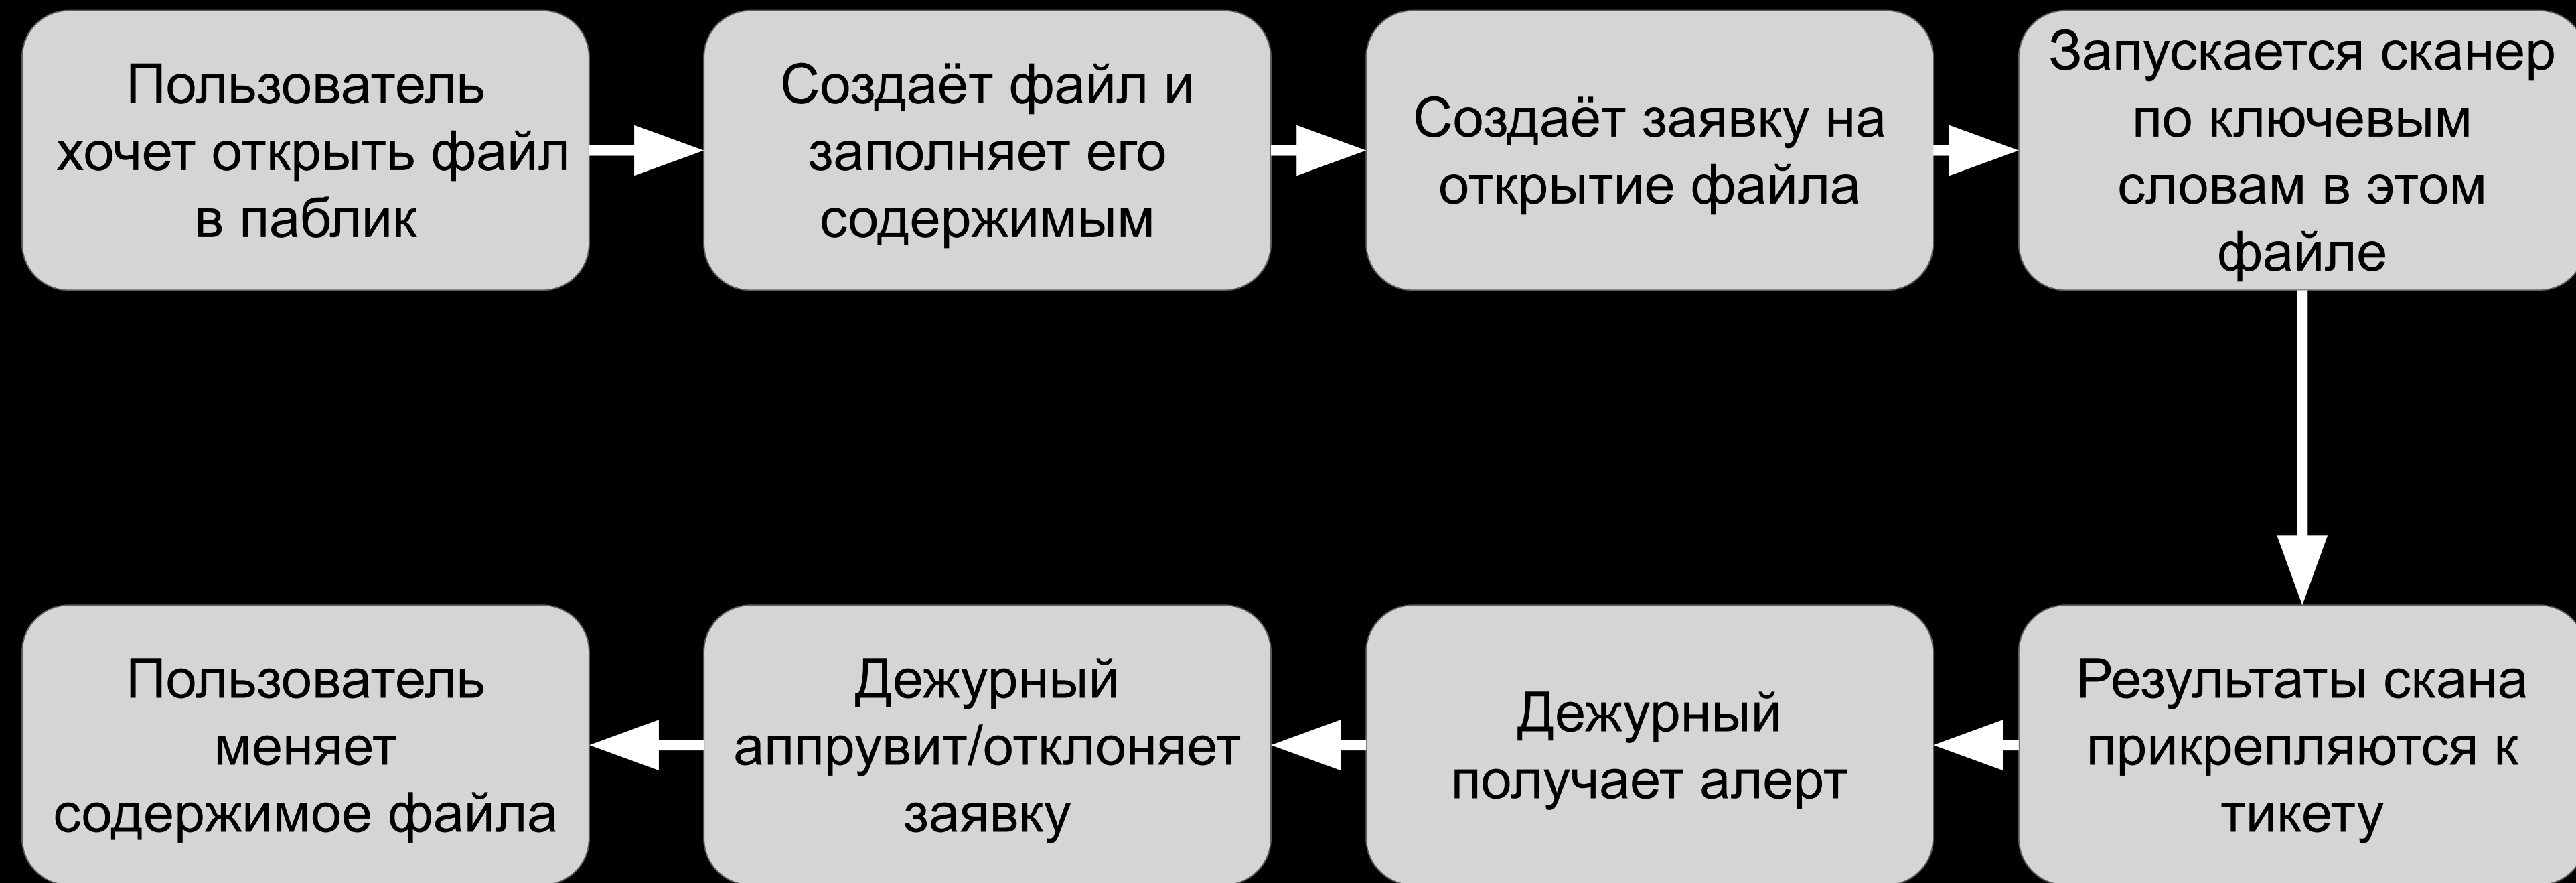 Пользователь
хочет открыть файл
в паблик
Создаёт файл и
заполняет его
содержимым
Создаёт заявку на
открытие файла
Запускается сканер
по ключевым
словам в этом
файле
Результаты скана
прикрепляются к
тикету
Дежурный
получает алерт
Дежурный
аппрувит/отклоняет
заявку
Пользователь
меняет
содержимое файла